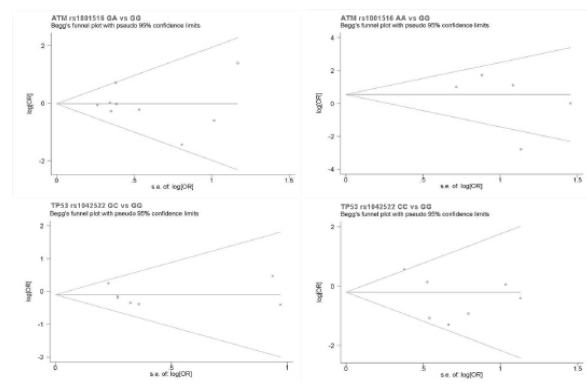 ATM rs1801516 GA vs GG
Begg's funnel plot with pseudo 95% confidence limits
log[OR]
2
0
-2
0
.5
1
1.5
s.e. of: log[OR]
ATM rs1801516 AA vs GG
Begg's funnel plot with pseudo 95% confidence limits
log[OR]
4
2
0
-2
-4
0
.5
1
1.5
s.e. of: log[OR]
TP53 rs1042522 GC vs GG
Begg's funnel plot with pseudo 95% confidence limits
log[OR]
2
1
0
-1
-2
0
.5
1
s.e. of: log[OR]
TP53 rs1042522 CC vs GG
Begg's funnel plot with pseudo 95% confidence limits
log[OR]
2
0
-2
0
.5
1
1.5
s.e. of: log[OR]